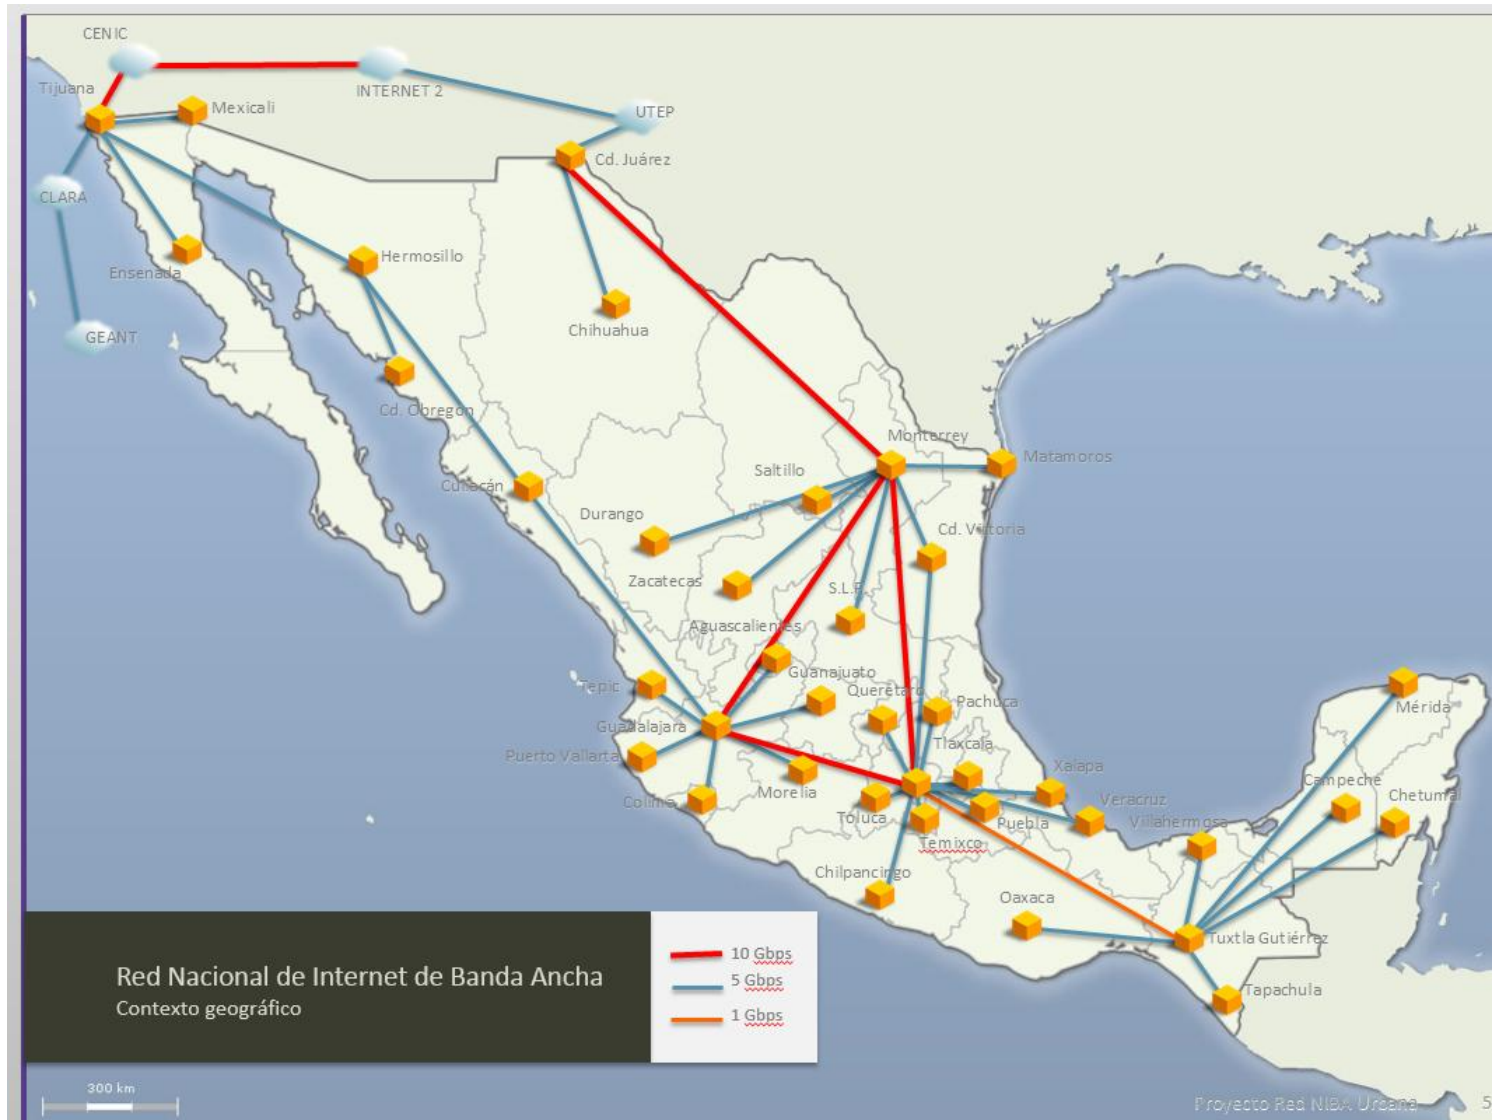 CENIC
Tijuana
Mexicali
INTERNET 2
UTEP
Cd. Juárez
CLARA
Ensenada
Hermosillo
GEANT
Chihuahua
Cd. Obregon
Culiacán
Monterrey
Matamoros
Saltillo
Durango
Cd. Victoria
Zacatecas
S.L.P.
Aguascalientes
Guanajuato
Tepic
Querétaro
Pachuca
Mérida
Guadalajara
Tlaxcala
Puerto Vallarta
Xalapa
Campeche
Colima
Morelia
Chetumal
Veracruz
Toluca
Puebla
Villahermosa
Temixco
Chilpancingo
Oaxaca
Tuxtla Gutiérrez
Tapachula
Red Nacional de Internet de Banda Ancha
Contexto geográfico
10 Gbps
5 Gbps
1 Gbps
300 km
Proyecto Red NIBA Urbana
5